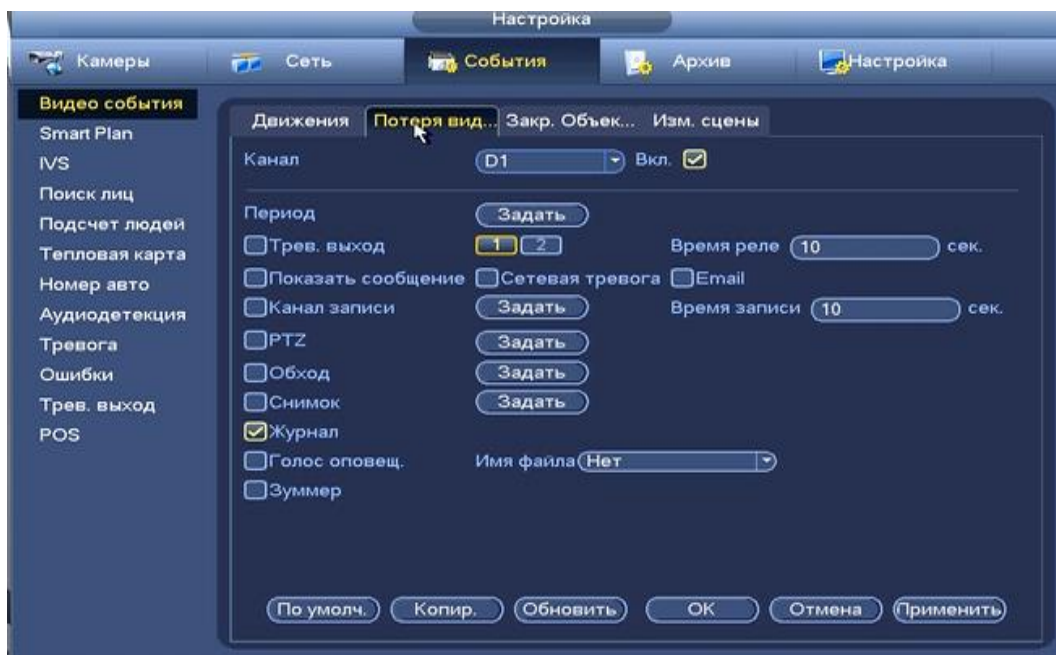 Настройка
Камеры Сеть События Архив Настройка
Видео события
Smart Plan
IVS
Поиск лиц
Подсчет людей
Тепловая карта
Номер авто
Аудиодетекция
Тревога
Ошибки
Трев. выход
POS
Движения Потеря вид... Закр. Объек... Изм. сцены
Канал D1 Вкл.
Период Задать
Трев. выход 1 2 Время реле 10 сек.
Показать сообщение Сетевая тревога Email
Канал записи Задать Время записи 10 сек.
PTZ Задать
Обход Задать
Снимок Задать
Журнал
Голос оповещ. Имя файла Нет
Зуммер
По умолч. Копир. Обновить OK Отмена Применить